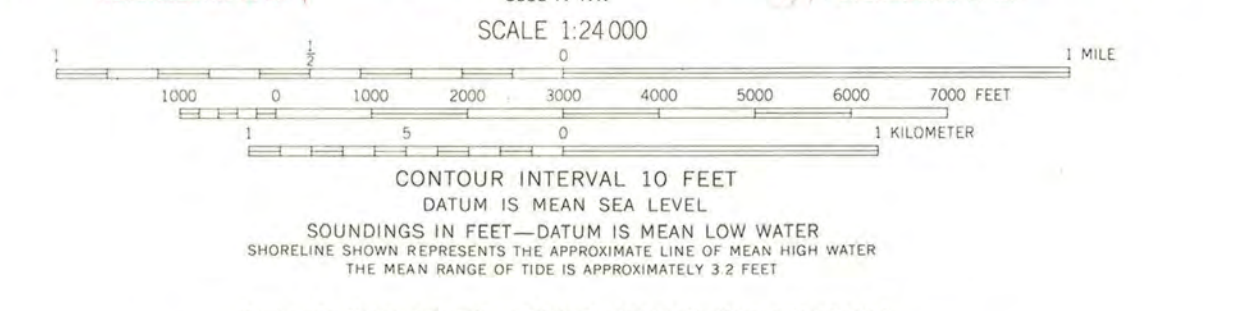 SCALE 1:24 000
1 ½ 0 1 MILE
1000 0 1000 2000 3000 4000 5000 6000 7000 FEET
1 5 0 1 KILOMETER
CONTOUR INTERVAL 10 FEET
DATUM IS MEAN SEA LEVEL
SOUNDINGS IN FEET—DATUM IS MEAN LOW WATER
SHORELINE SHOWN REPRESENTS THE APPROXIMATE LINE OF MEAN HIGH WATER
THE MEAN RANGE OF TIDE IS APPROXIMATELY 3.2 FEET